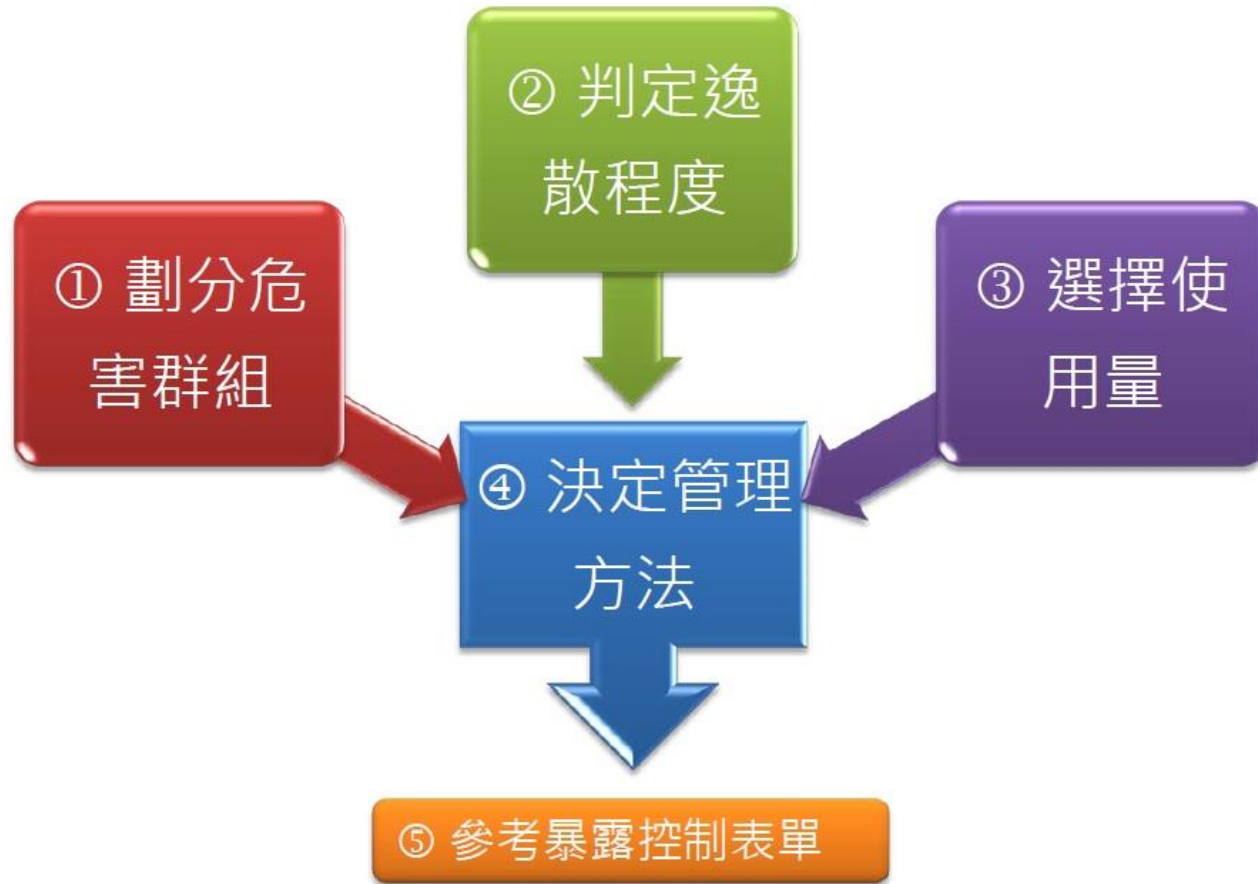 ① 劃分危
害群組
② 判定逸
散程度
③ 選擇使
用量
④ 決定管理
方法
⑤ 參考暴露控制表單